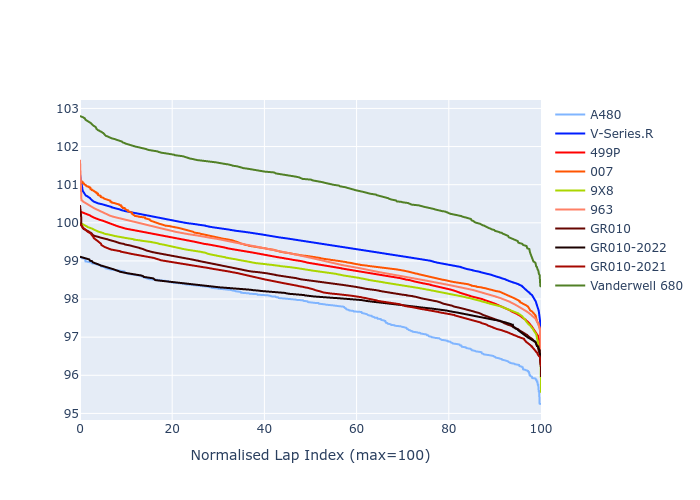 103
102
101
100
99
98
97
96
95
0
20
40
60
80
100
Normalised Lap Index (max=100)
A480
V-Series.R
499P
007
9X8
963
GR010
GR010-2022
GR010-2021
Vanderwell 680